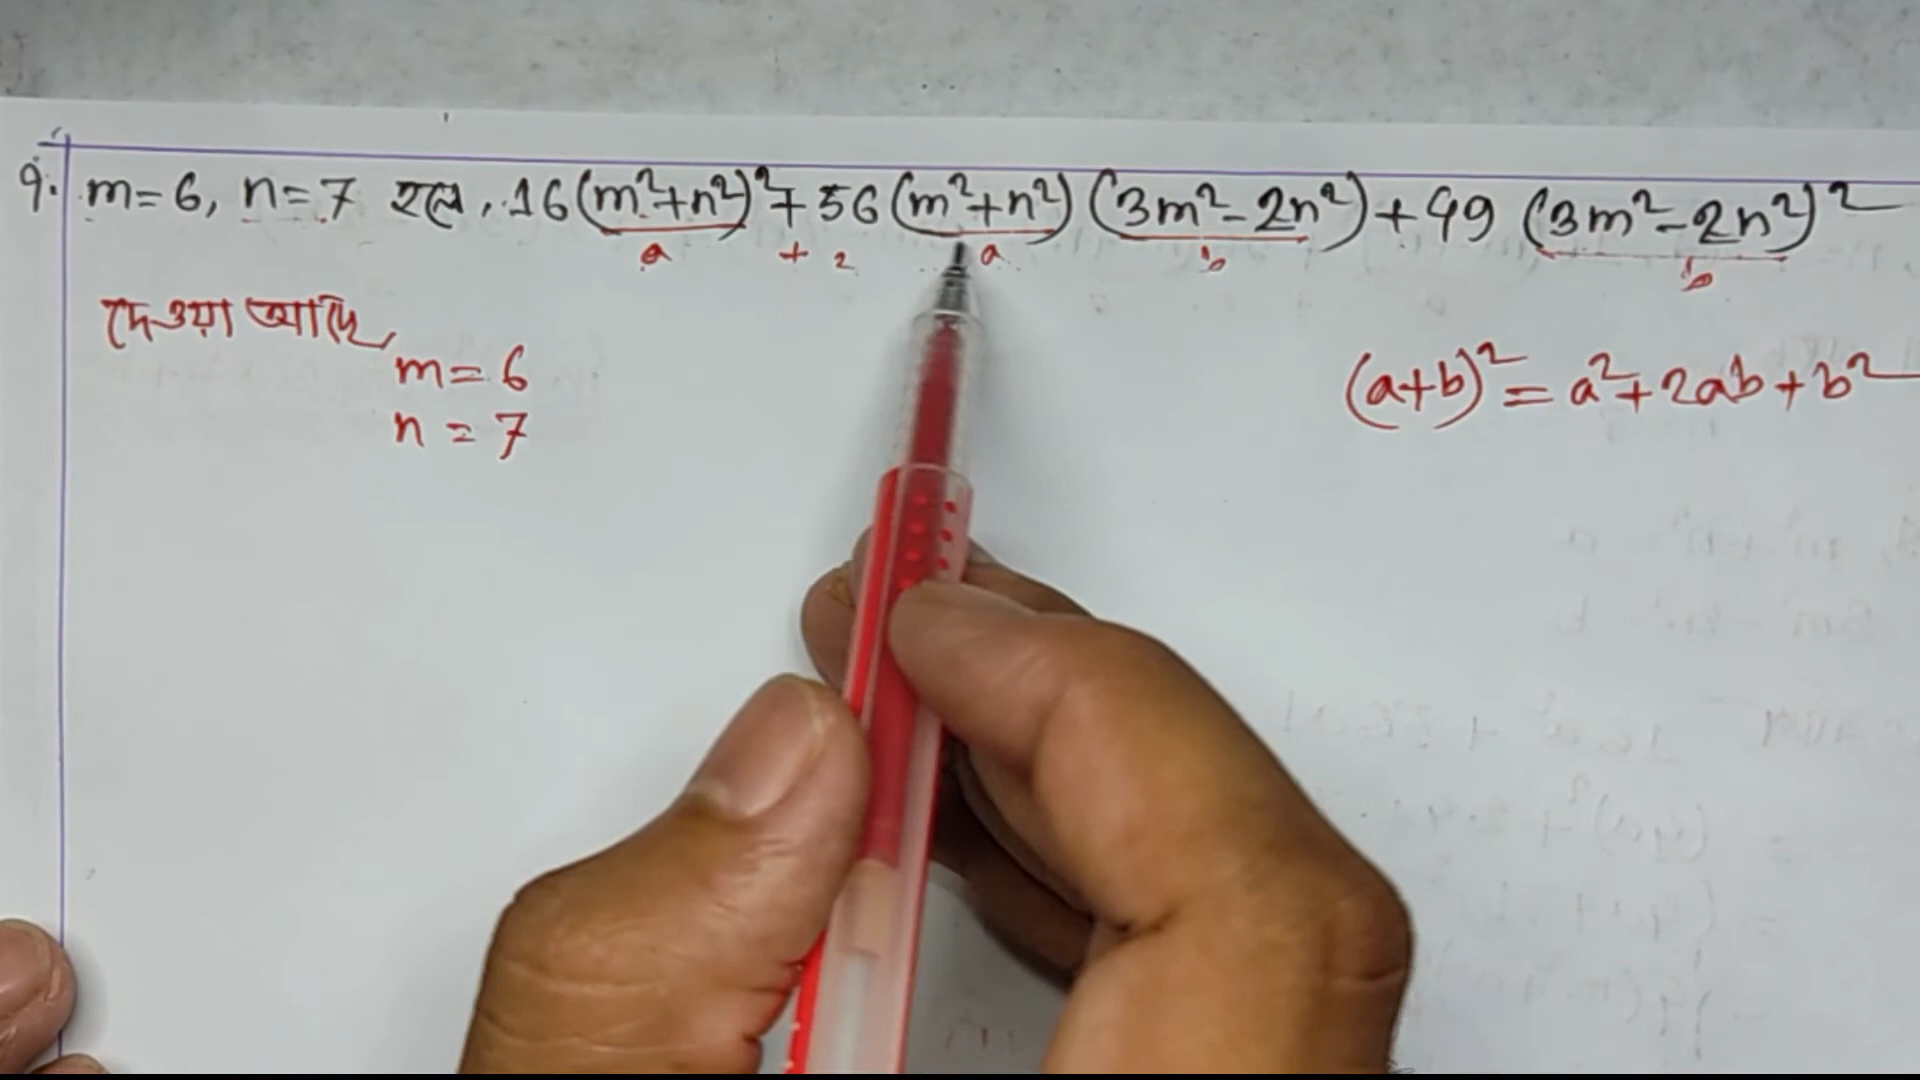 9. m=6, n=7 হলে, 16(m²+n²)²+56(m²+n²)(3m²-2n²)+49(3m²-2n²)²
a + 2 a b b
দেওয়া আছে,
m=6
n=7
(a+b)²=a²+2ab+b²